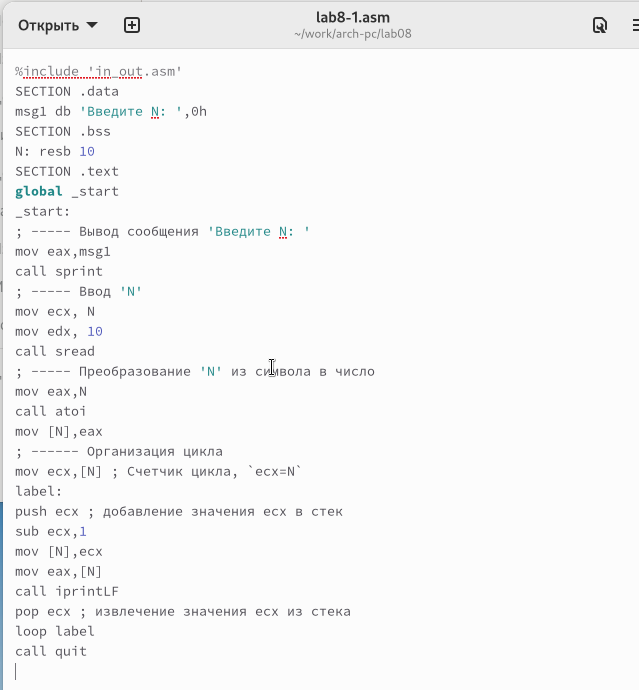 Открыть
lab8-1.asm
~/work/arch-pc/lab08
%include 'in_out.asm'
SECTION .data
msg1 db 'Введите N: ',0h
SECTION .bss
N: resb 10
SECTION .text
global _start
_start:
; ----- Вывод сообщения 'Введите N: '
mov eax,msg1
call sprint
; ----- Ввод 'N'
mov ecx, N
mov edx, 10
call sread
; ----- Преобразование 'N' из символа в число
mov eax,N
call atoi
mov [N],eax
; ------ Организация цикла
mov ecx,[N] ; Счетчик цикла, `ecx=N`
label:
push ecx ; добавление значения ecx в стек
sub ecx,1
mov [N],ecx
mov eax,[N]
call iprintLF
pop ecx ; извлечение значения ecx из стека
loop label
call quit